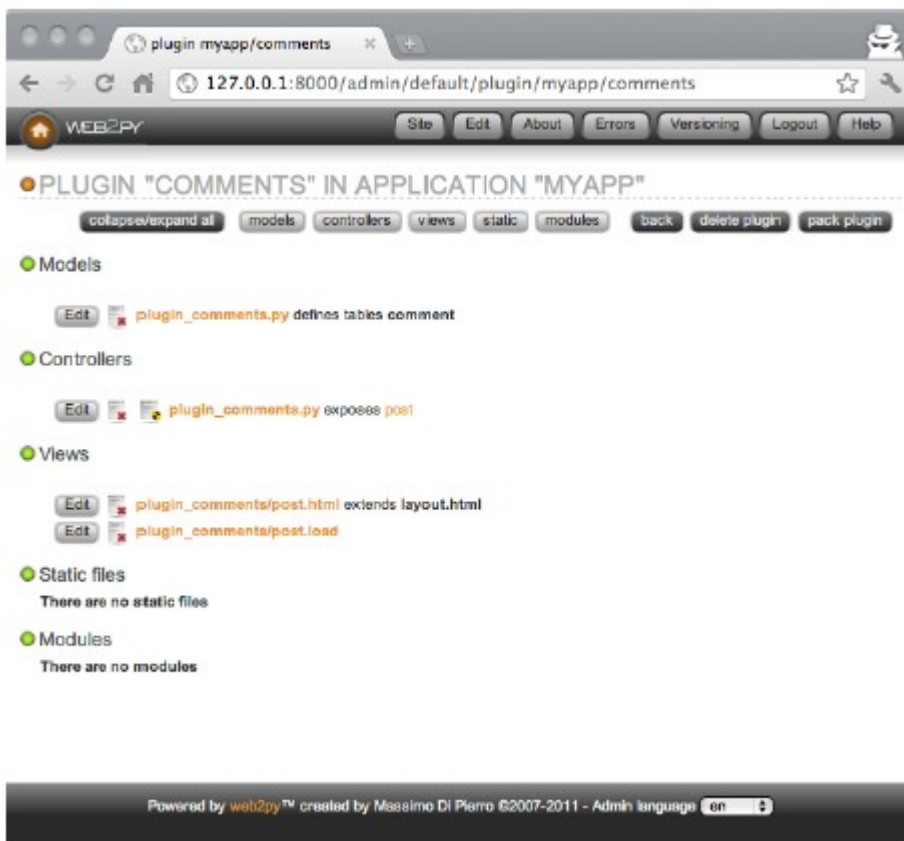 plugin myapp/comments
127.0.0.1:8000/admin/default/plugin/myapp/comments
WEB2PY Site Edit About Errors Versioning Logout Help
PLUGIN "COMMENTS" IN APPLICATION "MYAPP"
collapse/expand all models controllers views static modules back delete plugin pack plugin
Models
Edit plugin_comments.py defines tables comment
Controllers
Edit plugin_comments.py exposes post
Views
Edit plugin_comments/post.html extends layout.html
Edit plugin_comments/post.load
Static files
There are no static files
Modules
There are no modules
Powered by web2py™ created by Massimo Di Pierro ©2007-2011 - Admin language en